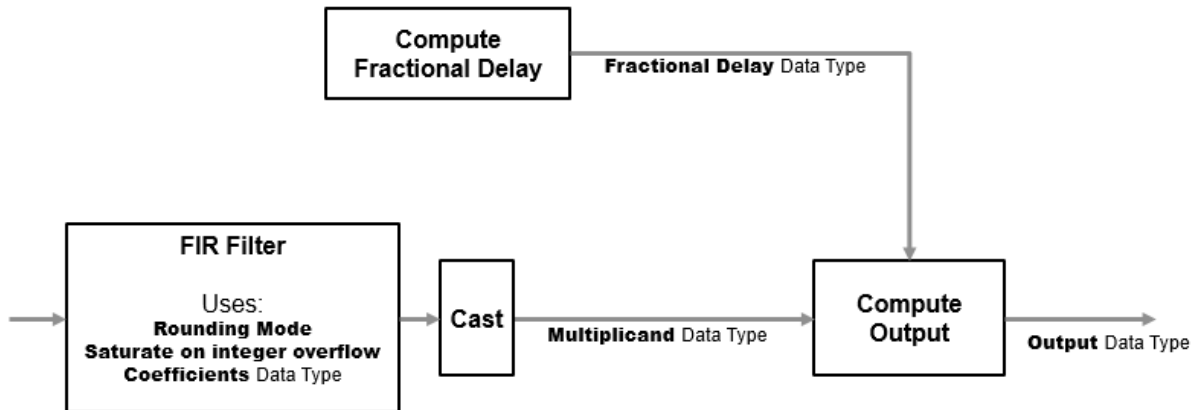 Compute
Fractional Delay
Fractional Delay Data Type
FIR Filter
Uses:
Rounding Mode
Saturate on integer overflow
Coefficients Data Type
Cast
Multiplicand Data Type
Compute
Output
Output Data Type